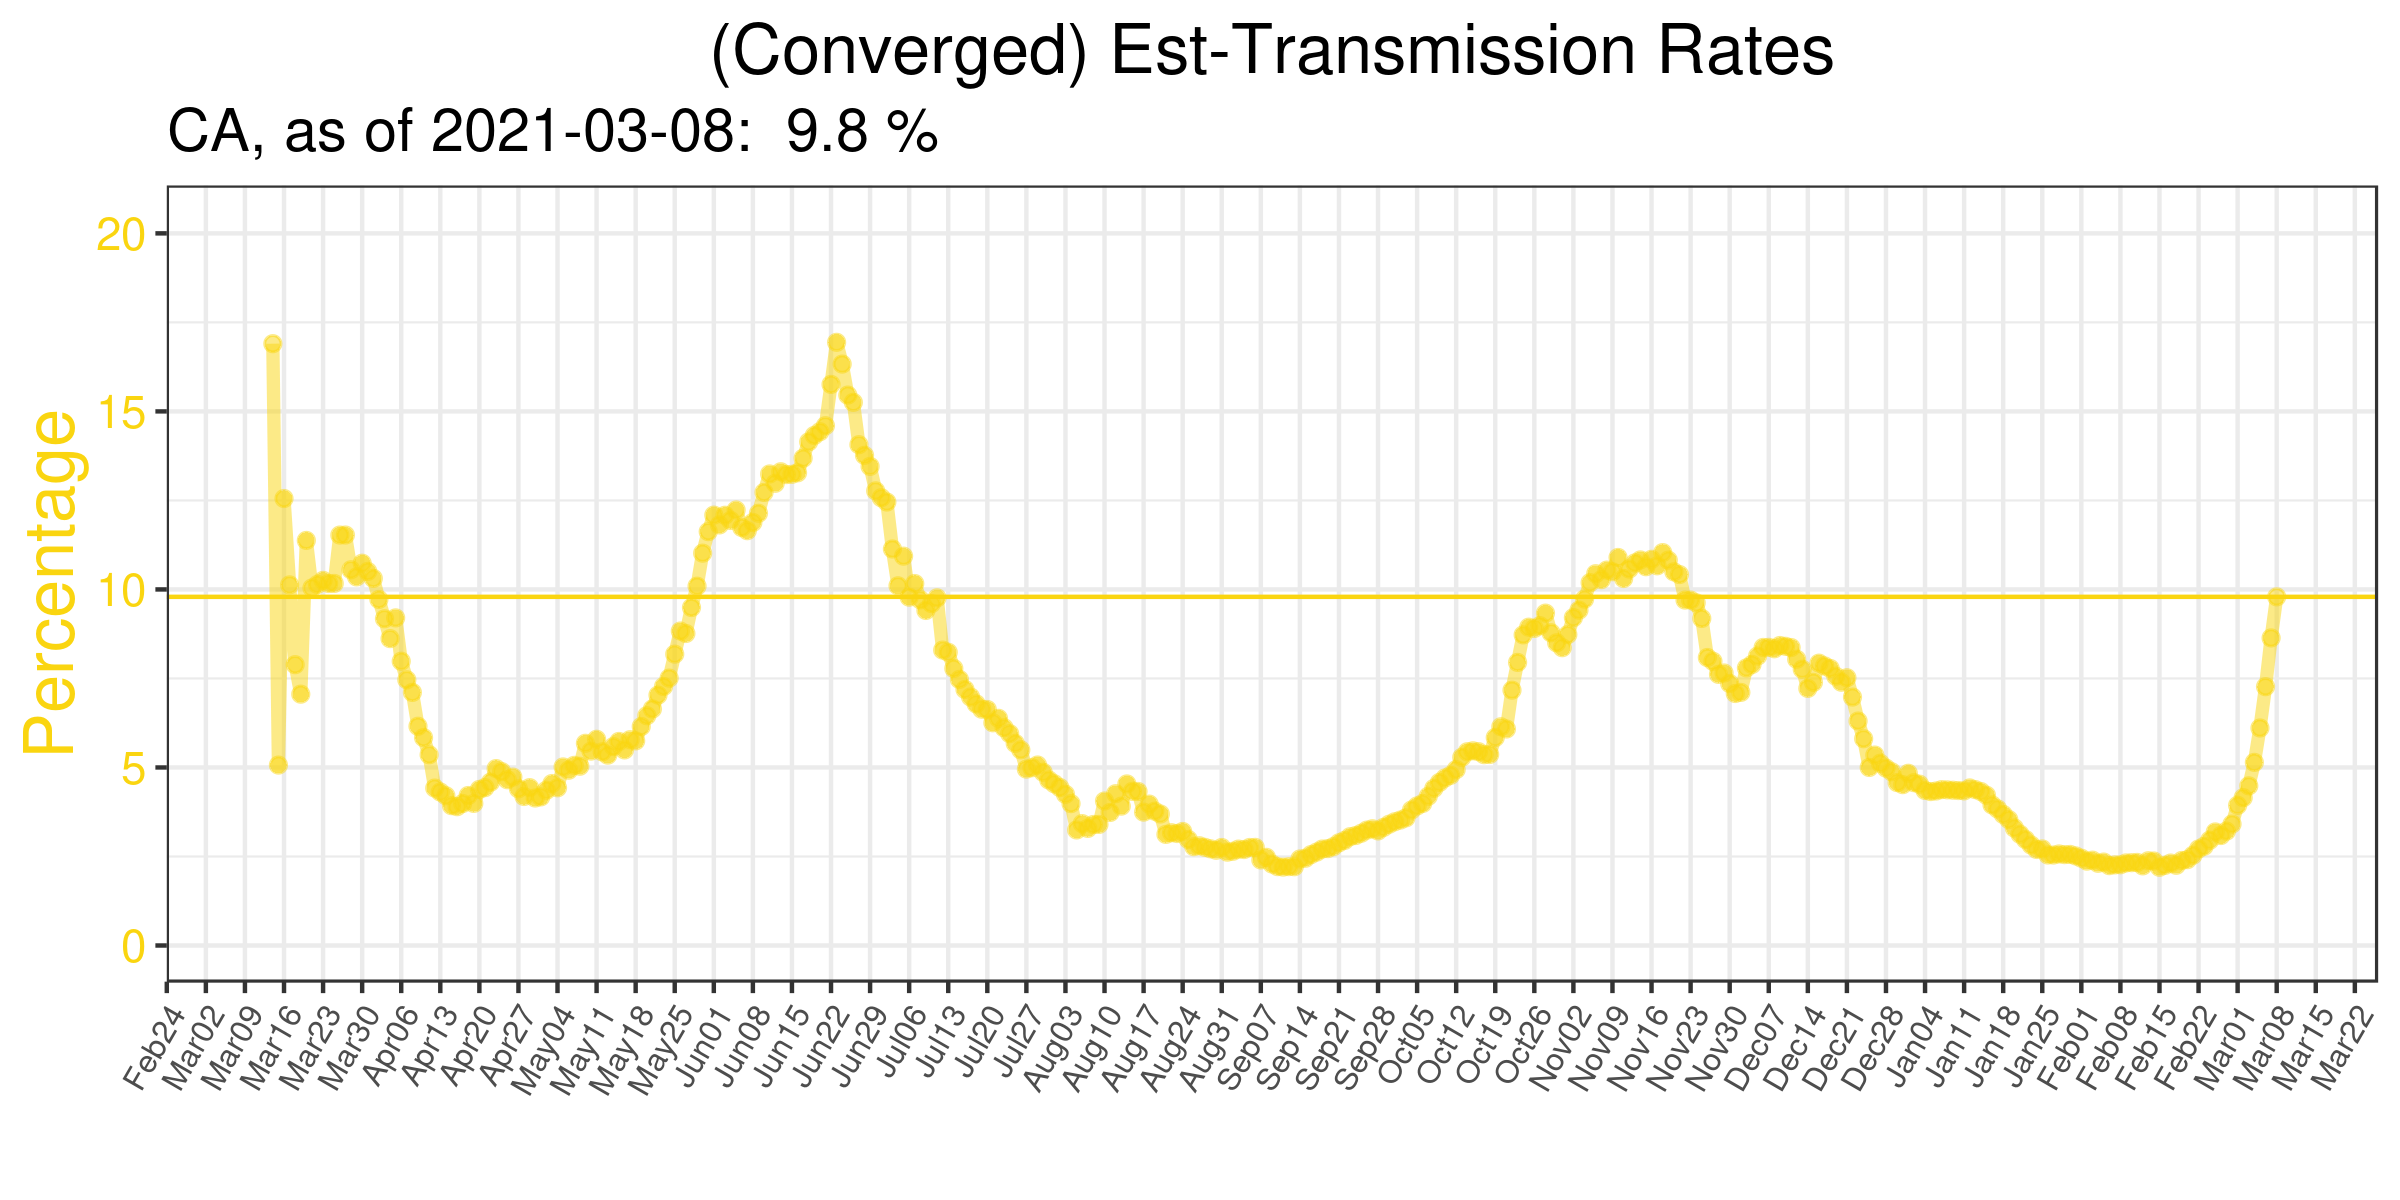 (Converged) Est-Transmission Rates
CA, as of 2021-03-08:  9.8 %
Percentage
20
15
10
5
0
Feb24
Mar02
Mar09
Mar16
Mar23
Mar30
Apr06
Apr13
Apr20
Apr27
May04
May11
May18
May25
Jun01
Jun08
Jun15
Jun22
Jun29
Jul06
Jul13
Jul20
Jul27
Aug03
Aug10
Aug17
Aug24
Aug31
Sep07
Sep14
Sep21
Sep28
Oct05
Oct12
Oct19
Oct26
Nov02
Nov09
Nov16
Nov23
Nov30
Dec07
Dec14
Dec21
Dec28
Jan04
Jan11
Jan18
Jan25
Feb01
Feb08
Feb15
Feb22
Mar01
Mar08
Mar15
Mar22